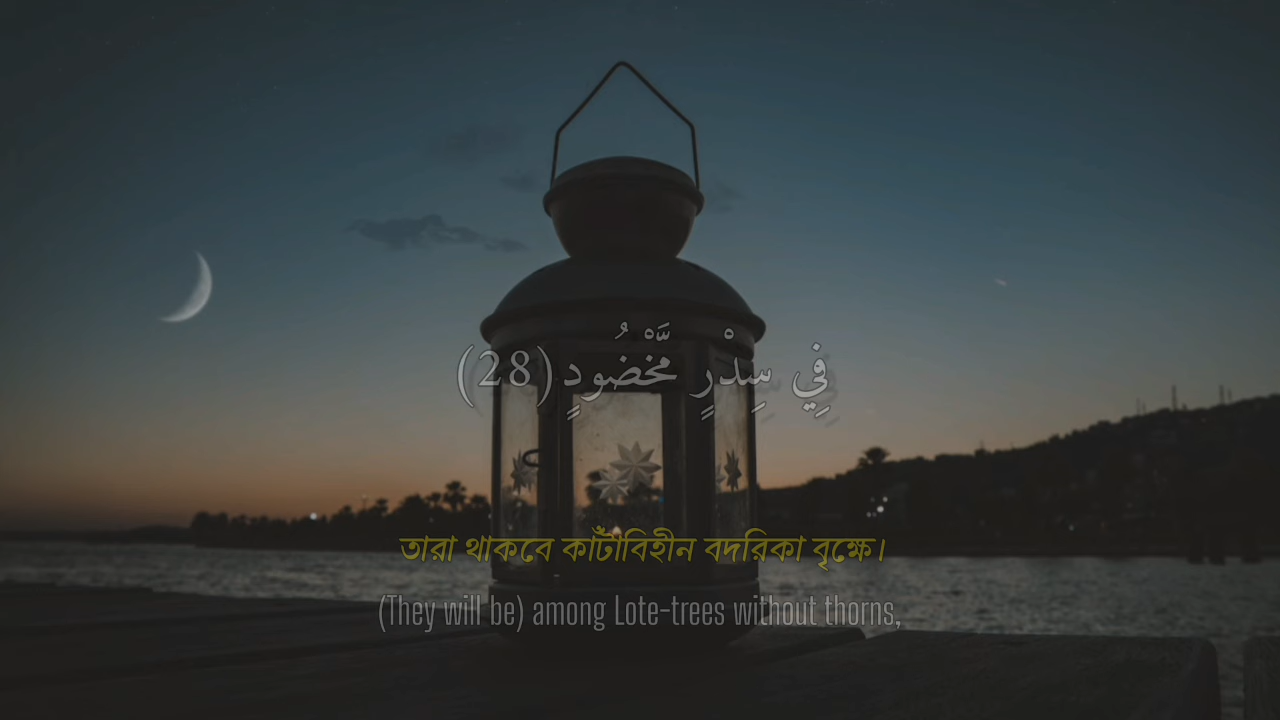 فِي سِدْرٍ مَّخْضُودٍ (28)
তারা থাকবে কাঁটাবিহীন বদরিকা বৃক্ষে।
(They will be) among Lote-trees without thorns,